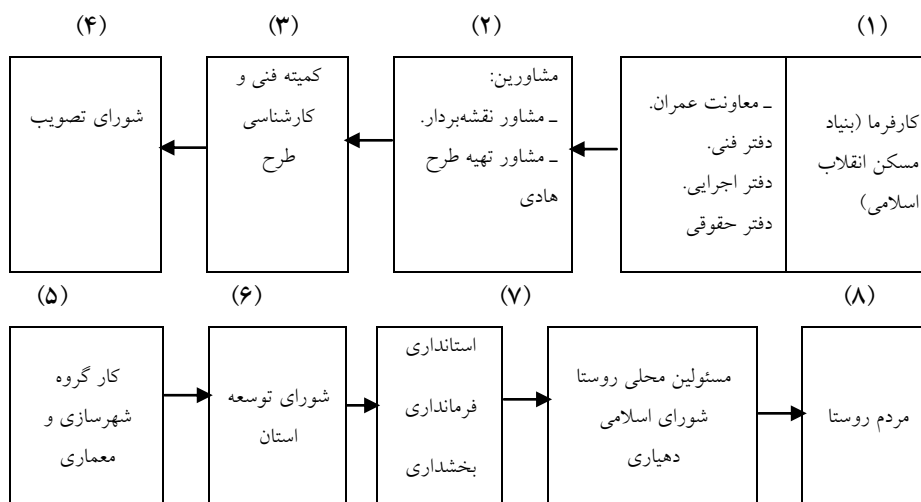 (۱)
(۲)
(۳)
(۴)
کارفرما (بنیاد
مسکن انقلاب
اسلامی)
ـ معاونت عمران.
دفتر فنی.
دفتر اجرایی.
دفتر حقوقی
مشاورین:
ـ مشاور نقشه‌بردار.
ـ مشاور تهیه طرح
هادی
کمیته فنی و
کارشناسی
طرح
شورای تصویب
(۵)
(۶)
(۷)
(۸)
کار گروه
شهرسازی و
معماری
شورای توسعه
استان
استانداری
فرمانداری
بخشداری
مسئولین محلی روستا
شورای اسلامی
دهیاری
مردم روستا